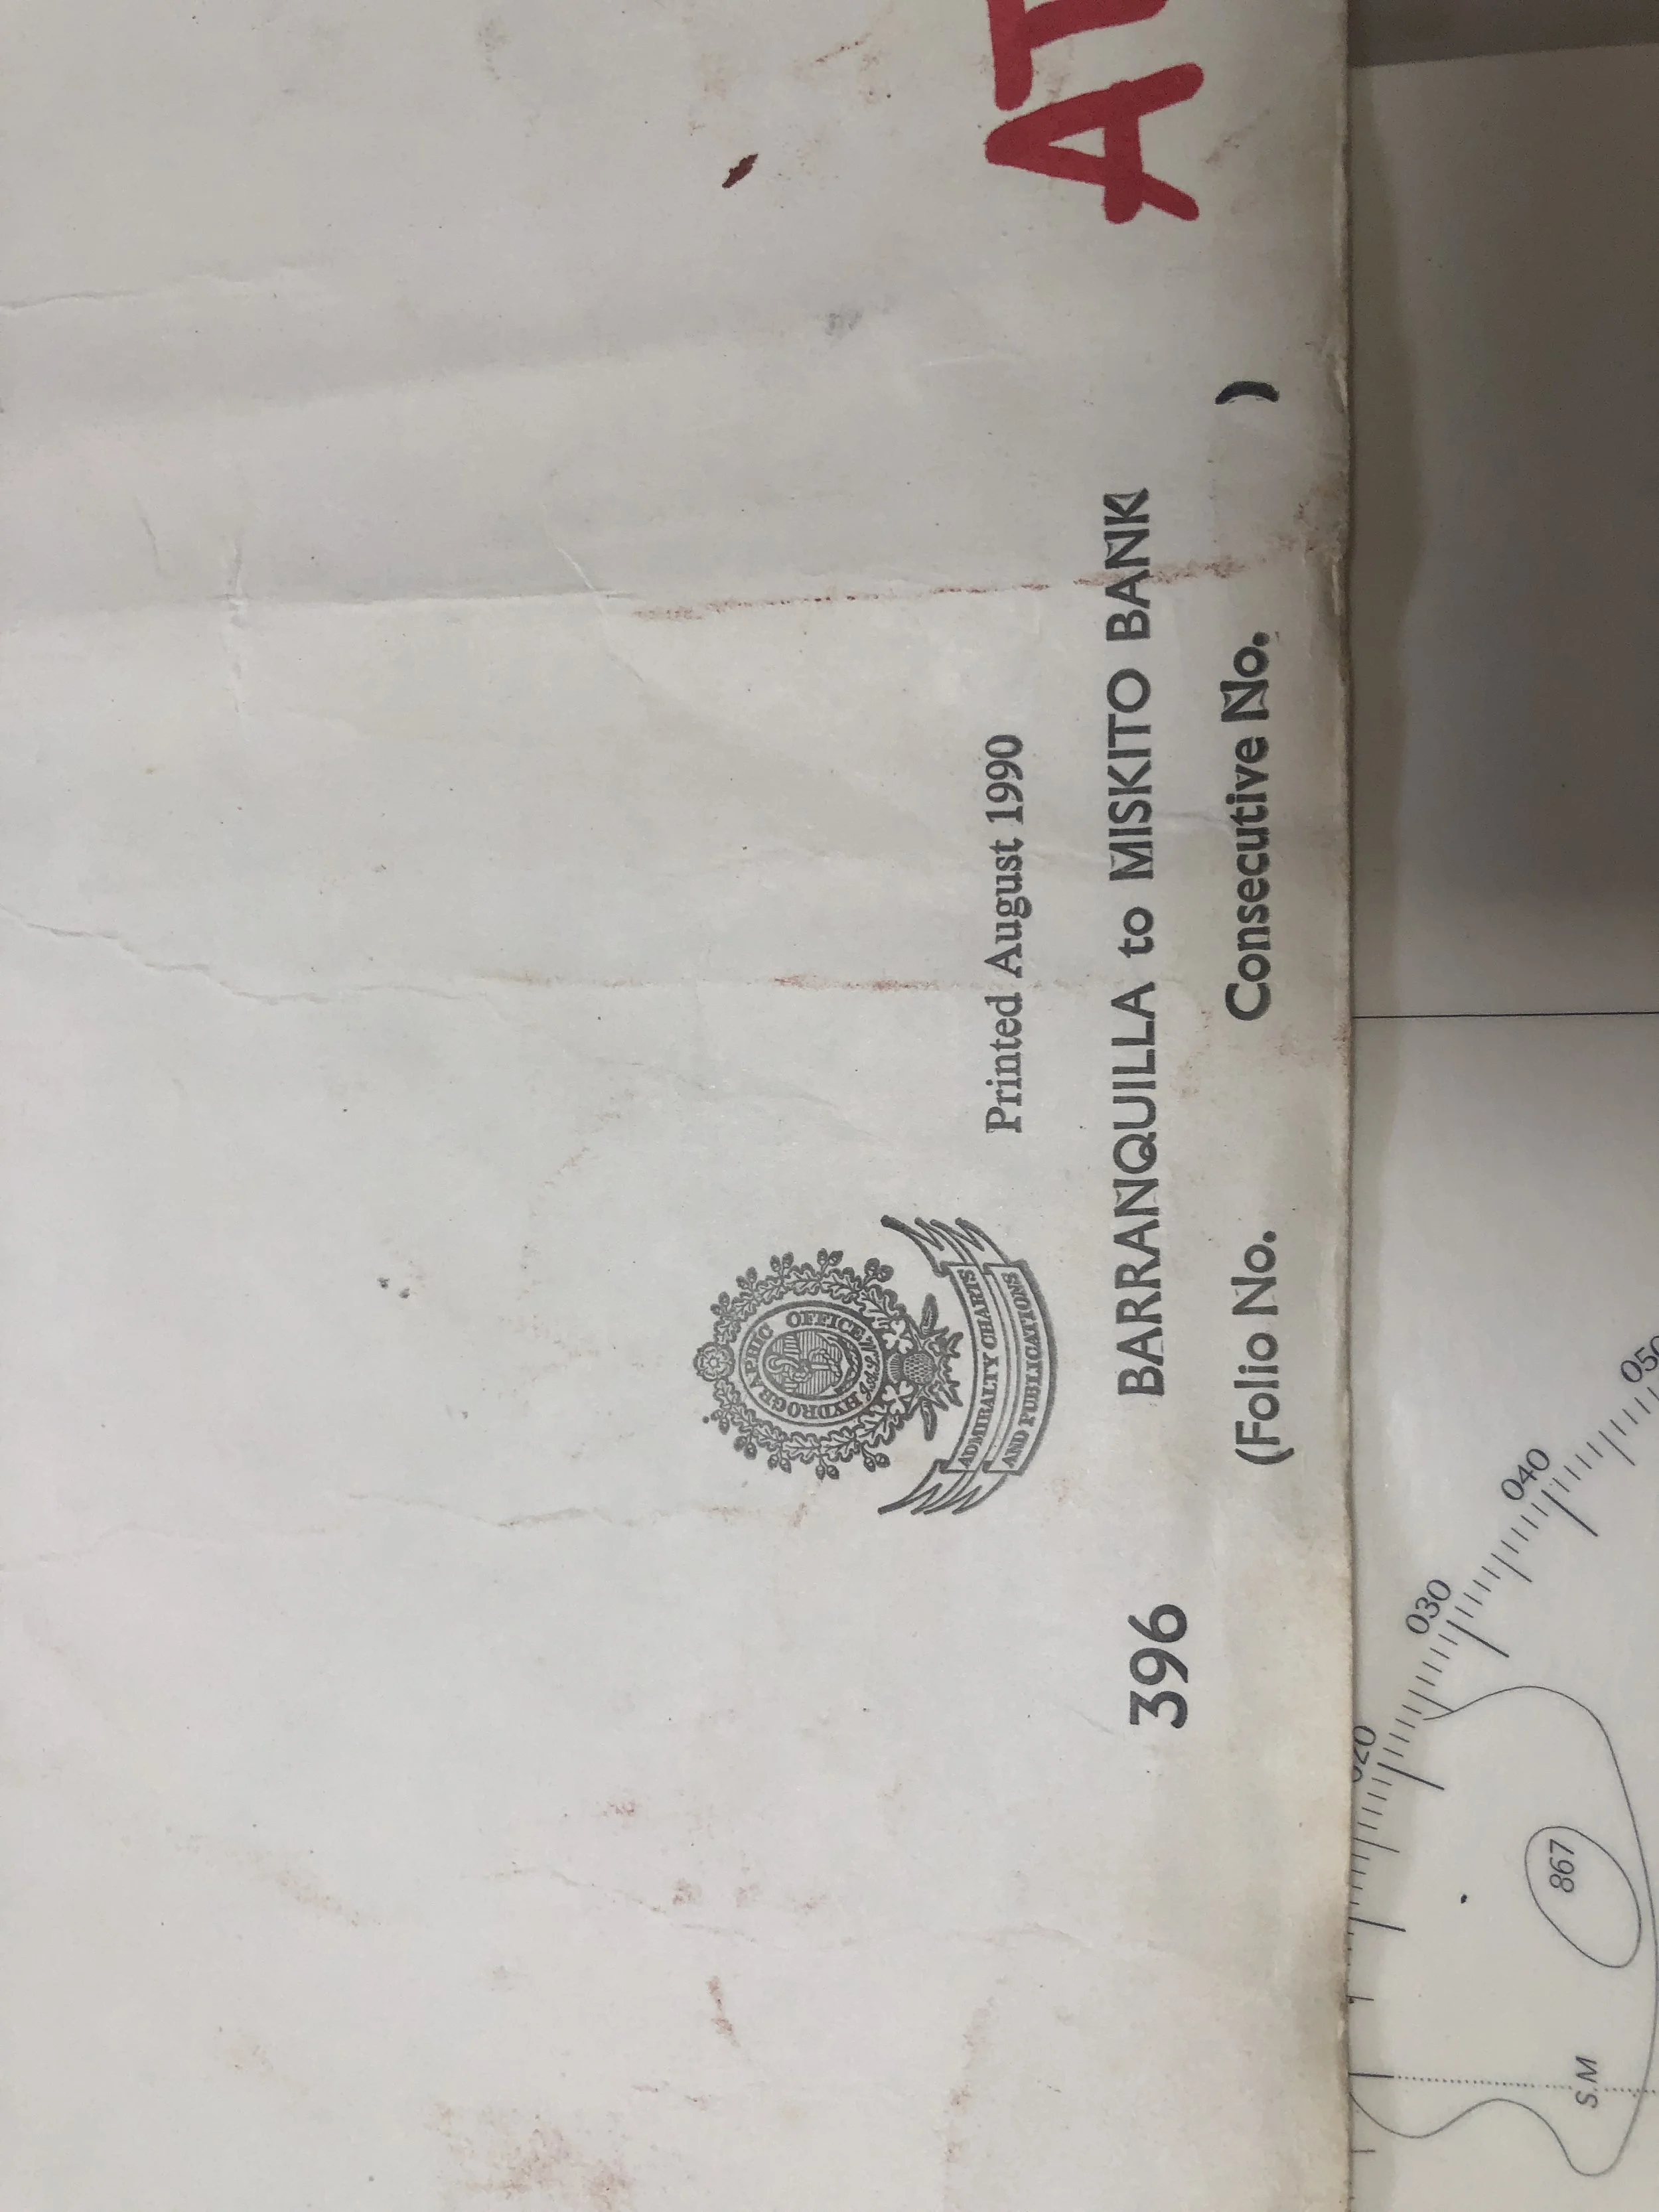 AT
HYDROGRAPHIC OFFICE
ADMIRALTY CHARTS
AND PUBLICATIONS
Printed August 1990
396 BARRANQUILLA to MISKITO BANK
(Folio No. Consecutive No. )
020
030
040
050
867
S.M